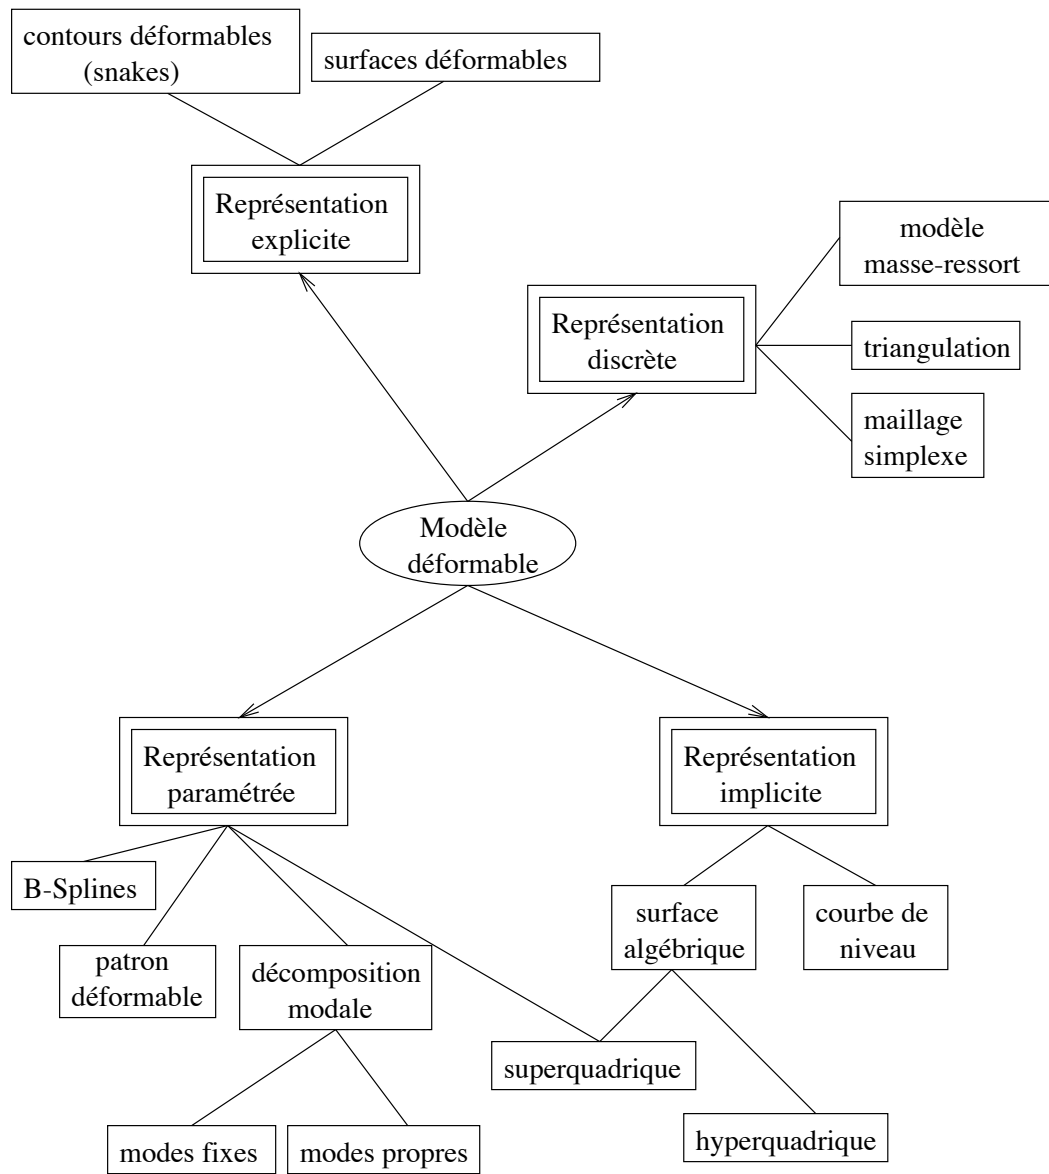 contours déformables
(snakes)
surfaces déformables
Représentation
explicite
modèle
masse-ressort
Représentation
discrète
triangulation
maillage
simplexe
Modèle
déformable
Représentation
paramétrée
Représentation
implicite
B-Splines
surface
algébrique
courbe de
niveau
patron
déformable
décomposition
modale
superquadrique
modes fixes
modes propres
hyperquadrique